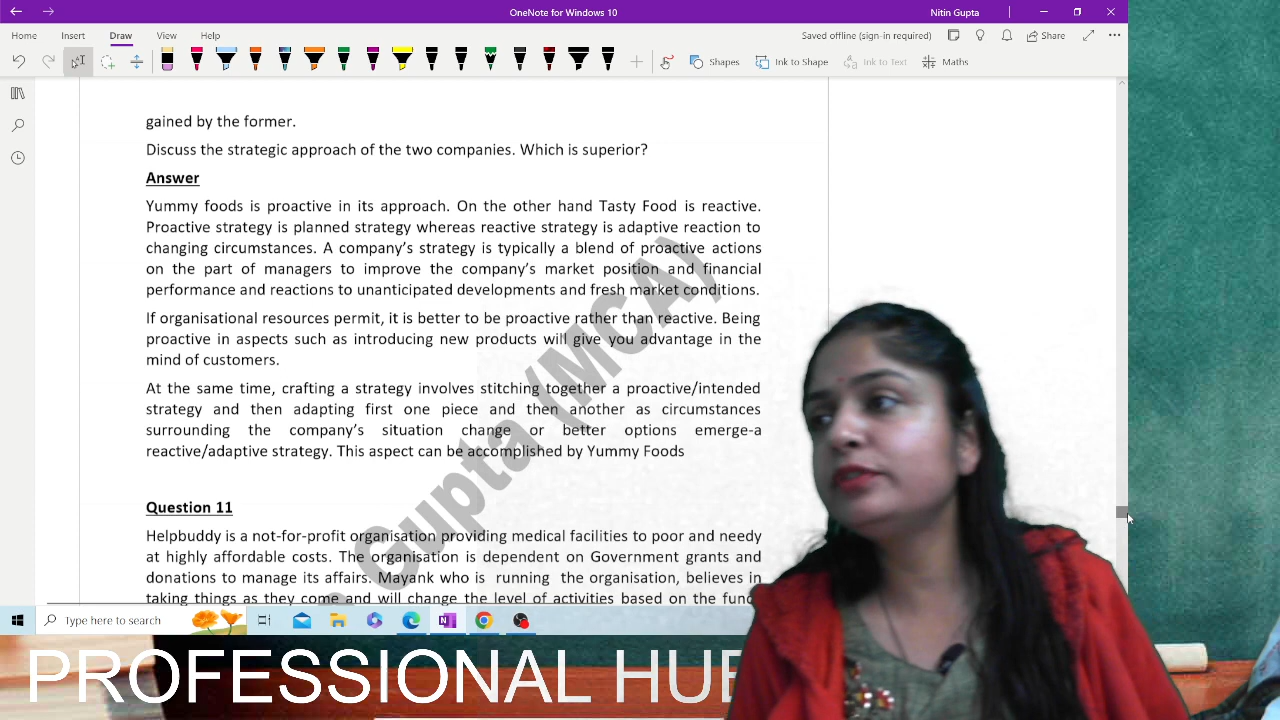 OneNote for Windows 10
Nitin Gupta
Home Insert Draw View Help
Saved offline (sign-in required) Share
Shapes Ink to Shape Ink to Text Maths
gained by the former.
Discuss the strategic approach of the two companies. Which is superior?
Answer
Yummy foods is proactive in its approach. On the other hand Tasty Food is reactive.
Proactive strategy is planned strategy whereas reactive strategy is adaptive reaction to
changing circumstances. A company's strategy is typically a blend of proactive actions
on the part of managers to improve the company's market position and financial
performance and reactions to unanticipated developments and fresh market conditions.
If organisational resources permit, it is better to be proactive rather than reactive. Being
proactive in aspects such as introducing new products will give you advantage in the
mind of customers.
At the same time, crafting a strategy involves stitching together a proactive/intended
strategy and then adapting first one piece and then another as circumstances
surrounding the company's situation change or better options emerge-a
reactive/adaptive strategy. This aspect can be accomplished by Yummy Foods
Gupta (MCA)
Question 11
Helpbuddy is a not-for-profit organisation providing medical facilities to poor and needy
at highly affordable costs. The organisation is dependent on Government grants and
donations to manage its affairs. Mayank who is running the organisation, believes in
taking things as they come and will change the level of activities based on the
Type here to search
PROFESSIONAL